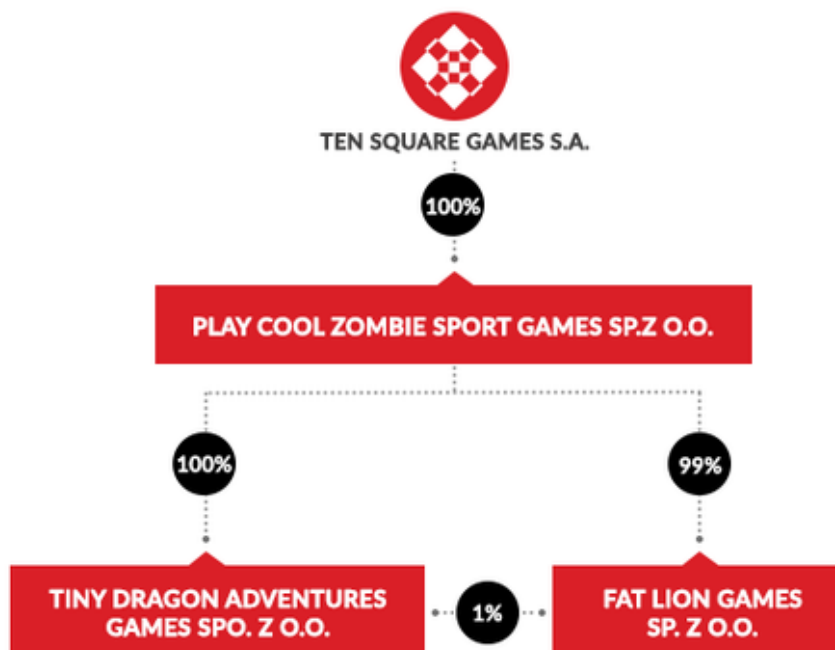 TEN SQUARE GAMES S.A.
100%
PLAY COOL ZOMBIE SPORT GAMES SP.Z O.O.
100%
99%
TINY DRAGON ADVENTURES
GAMES SPO. Z O.O.
1%
FAT LION GAMES
SP. Z O.O.